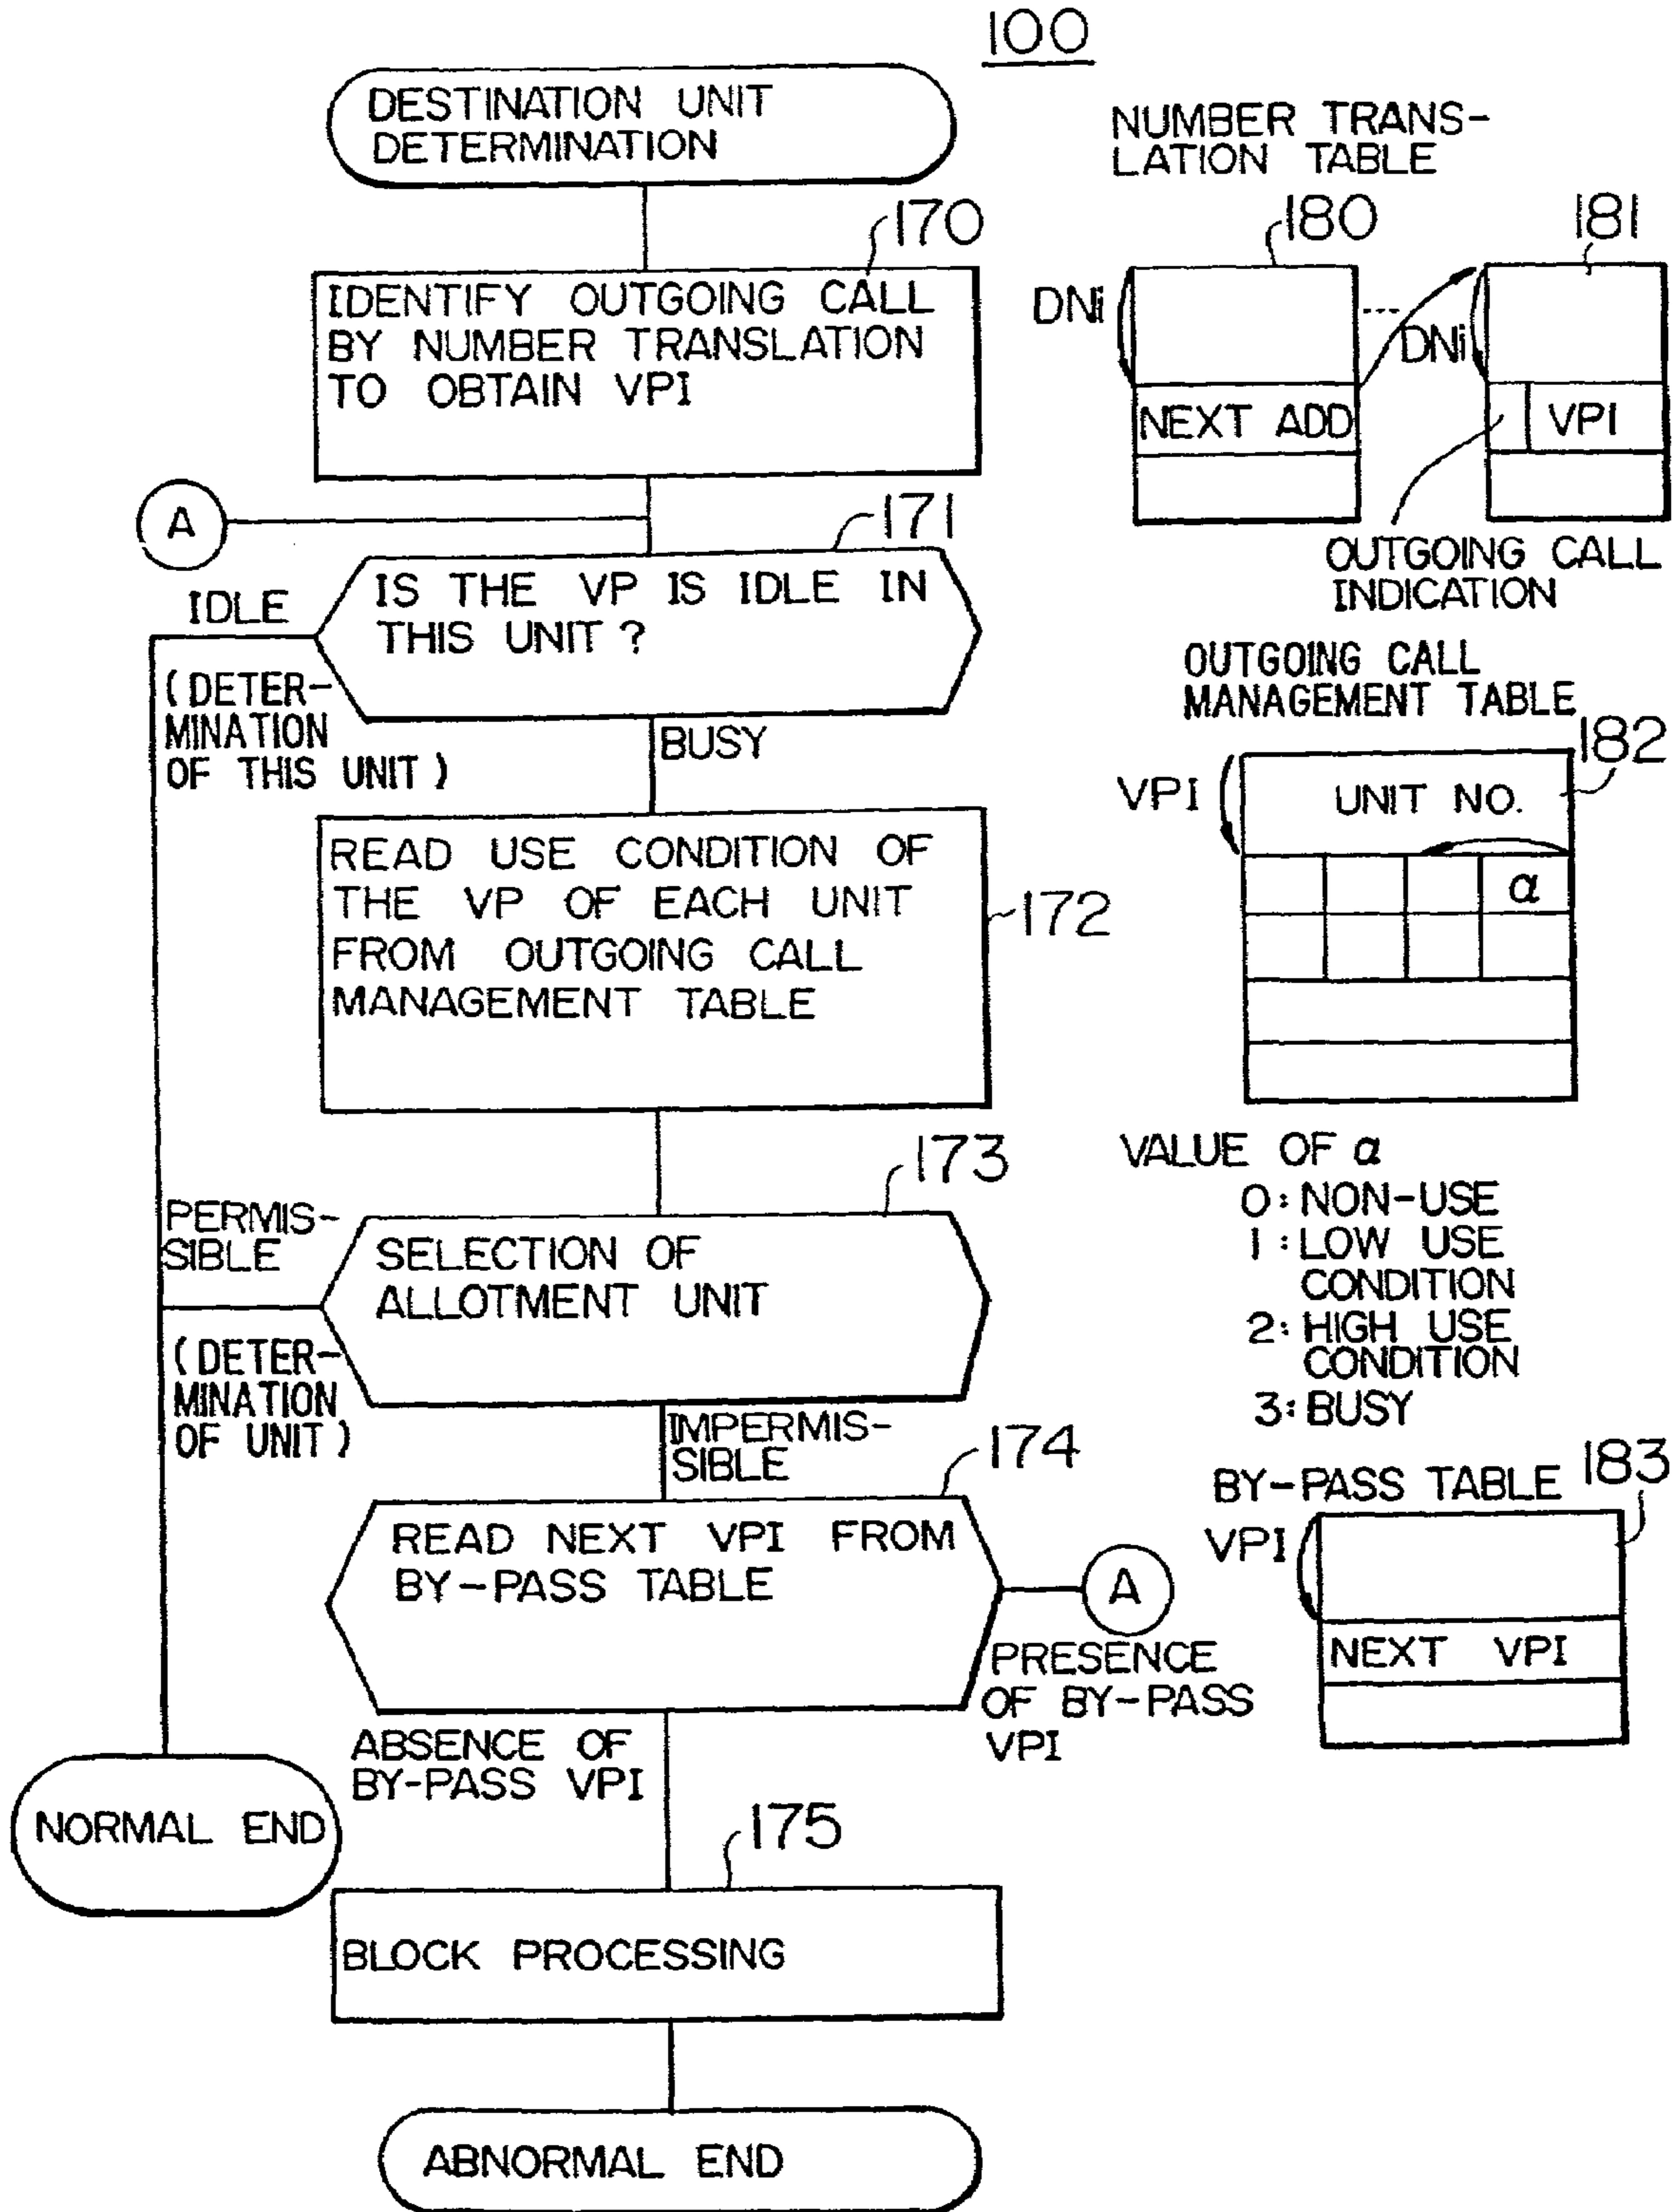 100
DESTINATION UNIT
DETERMINATION
170
IDENTIFY OUTGOING CALL
BY NUMBER TRANSLATION
TO OBTAIN VPI
A
171
IS THE VP IS IDLE IN
THIS UNIT ?
IDLE
(DETER-
MINATION
OF THIS UNIT)
BUSY
READ USE CONDITION OF
THE VP OF EACH UNIT
FROM OUTGOING CALL
MANAGEMENT TABLE
172
173
SELECTION OF
ALLOTMENT UNIT
PERMIS-
SIBLE
(DETER-
MINATION
OF UNIT)
IMPERMIS-
SIBLE
174
READ NEXT VPI FROM
BY-PASS TABLE
A
PRESENCE
OF BY-PASS
VPI
ABSENCE OF
BY-PASS VPI
NORMAL END
175
BLOCK PROCESSING
ABNORMAL END
NUMBER TRANS-
LATION TABLE
180
181
DNi
DNi
NEXT ADD
VPI
OUTGOING CALL
INDICATION
OUTGOING CALL
MANAGEMENT TABLE
182
VPI
UNIT NO.
α
VALUE OF α
0: NON-USE
1: LOW USE
CONDITION
2: HIGH USE
CONDITION
3: BUSY
BY-PASS TABLE
183
VPI
NEXT VPI